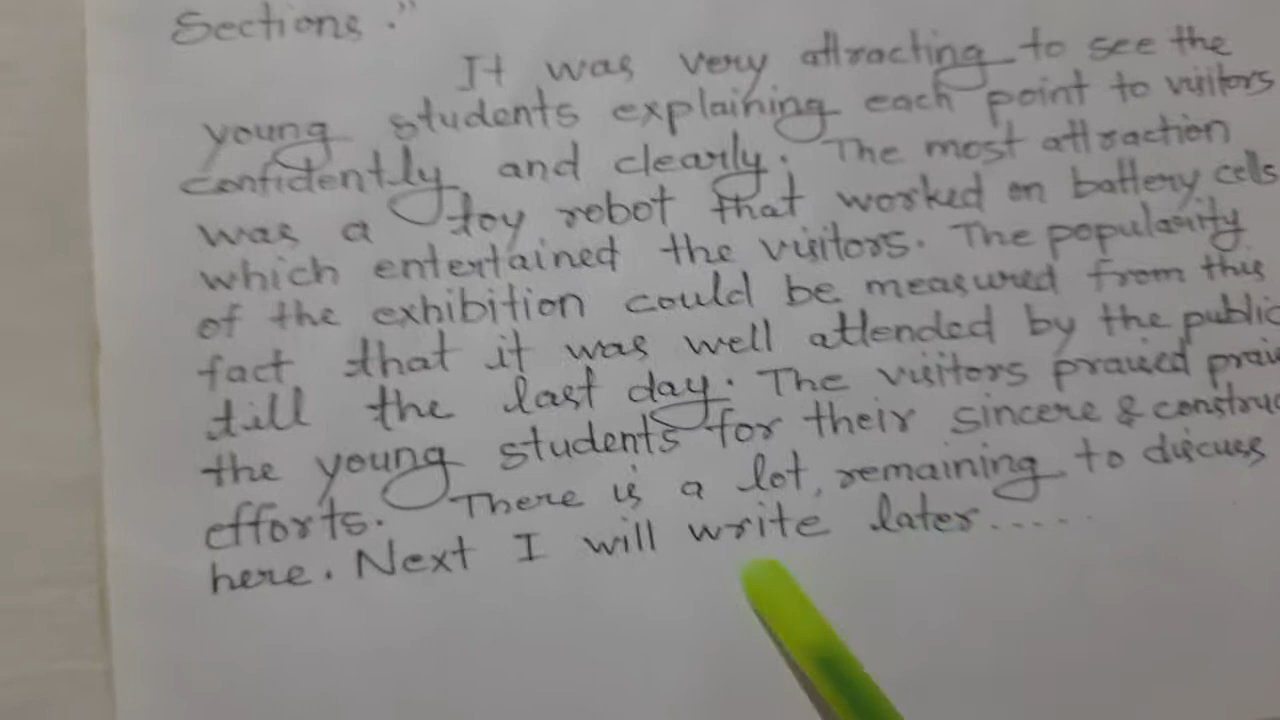 Sections."
It was very attracting to see the
young students explaining each point to visitors
confidently and clearly. The most attraction
was a toy robot that worked on battery cells
which entertained the visitors. The popularity
of the exhibition could be measured from this
fact that it was well attended by the public
till the last day. The visitors praised
the young students for their sincere &
efforts. There is a lot, remaining to discuss
here. Next I will write later.....